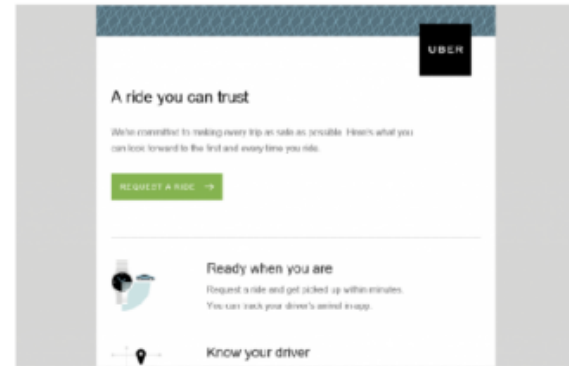 UBER
A ride you can trust
We're committed to making every trip as safe as possible. Here's what you
can look forward to the first and every time you ride.
REQUEST A RIDE →
Ready when you are
Request a ride and get picked up within minutes.
You can track your driver's arrival in-app.
Know your driver